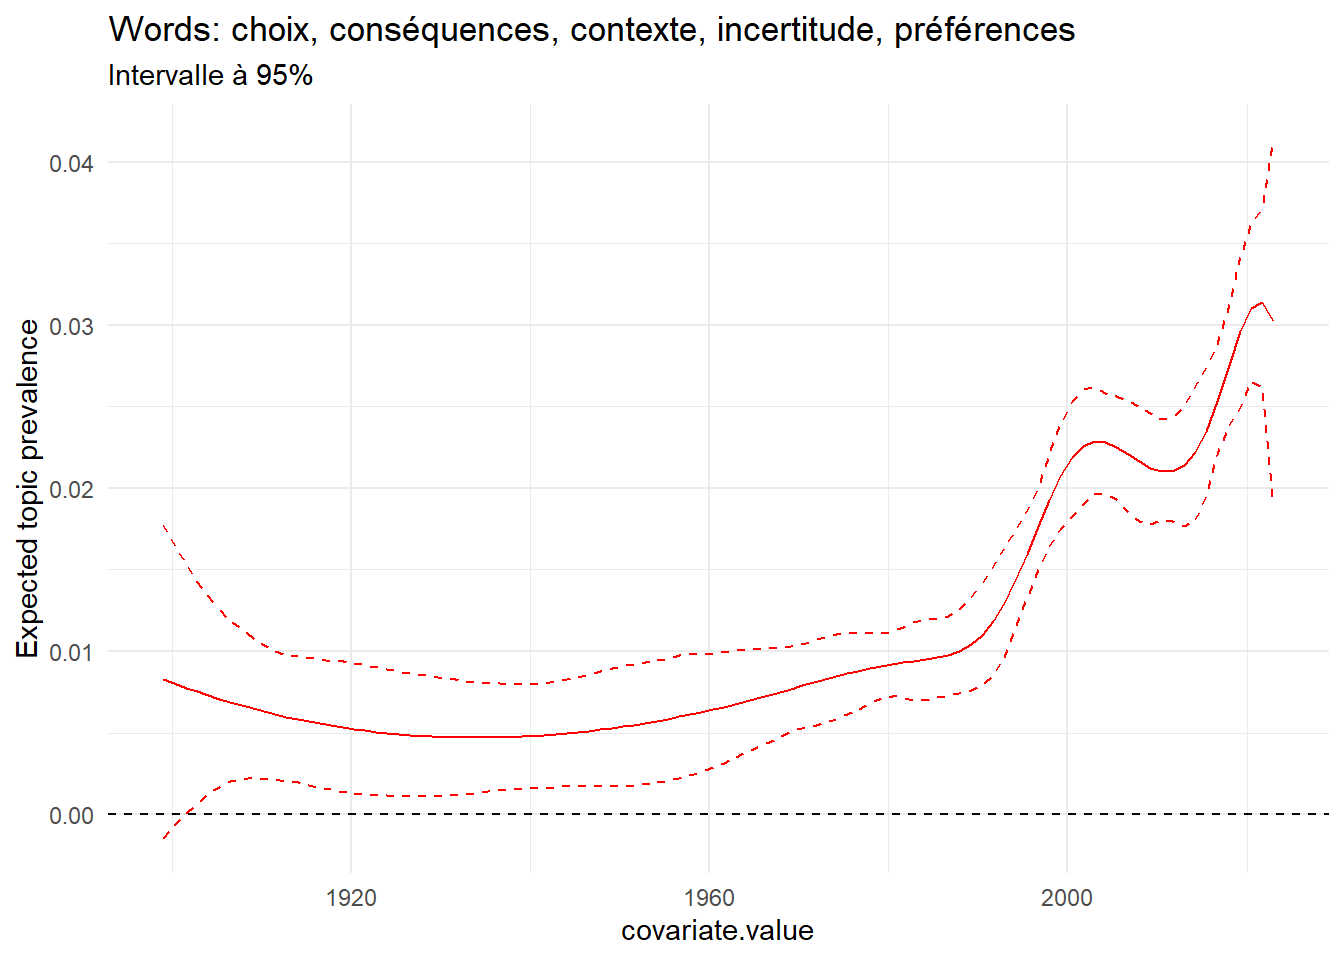 Words: choix, conséquences, contexte, incertitude, préférences
Intervalle à 95%
Expected topic prevalence
0.04
0.03
0.02
0.01
0.00
1920
1960
2000
covariate.value